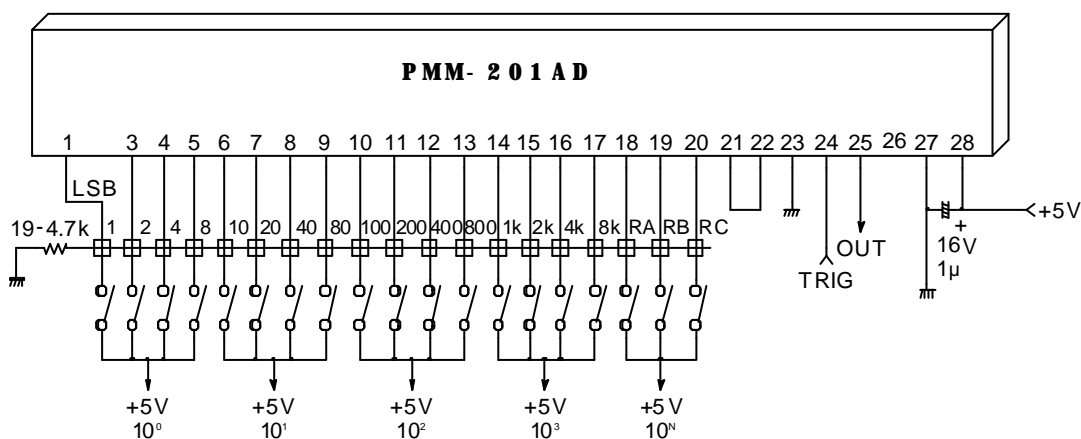 PMM-201AD
1 3 4 5 6 7 8 9 10 11 12 13 14 15 16 17 18 19 20 21 22 23 24 25 26 27 28
LSB
19-4.7k 1 2 4 8 10 20 40 80 100 200 400 800 1k 2k 4k 8k RA RB RC
+5V
OUT
TRIG
16V
+
1μ
+5V +5V +5V +5V +5V
10⁰ 10¹ 10² 10³ 10ᴺ